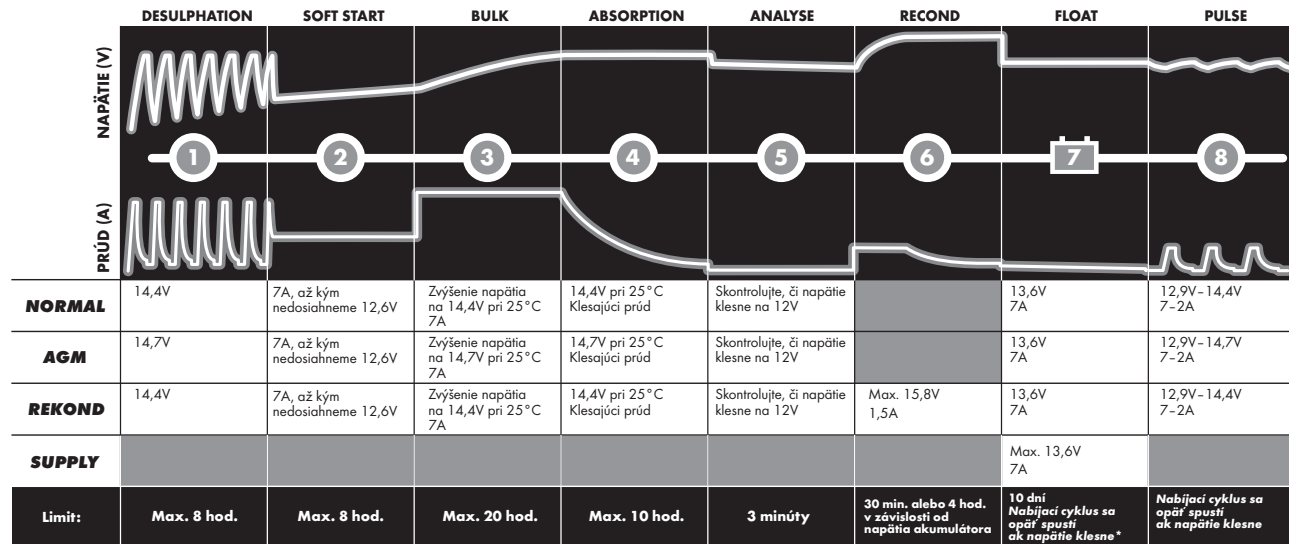 DESULPHATION SOFT START BULK ABSORPTION ANALYSE RECOND FLOAT PULSE
NAPÄTIE (V)
1 2 3 4 5 6 7 8
PRÚD (A)
NORMAL
14,4V
7A, až kým
nedosiahneme 12,6V
Zvýšenie napätia
na 14,4V pri 25°C
7A
14,4V pri 25°C
Klesajúci prúd
Skontrolujte, či napätie
klesne na 12V
13,6V
7A
12,9V–14,4V
7–2A
AGM
14,7V
7A, až kým
nedosiahneme 12,6V
Zvýšenie napätia
na 14,7V pri 25°C
7A
14,7V pri 25°C
Klesajúci prúd
Skontrolujte, či napätie
klesne na 12V
13,6V
7A
12,9V–14,7V
7–2A
REKOND
14,4V
7A, až kým
nedosiahneme 12,6V
Zvýšenie napätia
na 14,4V pri 25°C
7A
14,4V pri 25°C
Klesajúci prúd
Skontrolujte, či napätie
klesne na 12V
Max. 15,8V
1,5A
13,6V
7A
12,9V–14,4V
7–2A
SUPPLY
Max. 13,6V
7A
Limit:
Max. 8 hod.
Max. 8 hod.
Max. 20 hod.
Max. 10 hod.
3 minúty
30 min. alebo 4 hod.
v závislosti od
napätia akumulátora
10 dní
Nabíjací cyklus sa
opäť spustí
ak napätie klesne*
Nabíjací cyklus sa
opäť spustí
ak napätie klesne